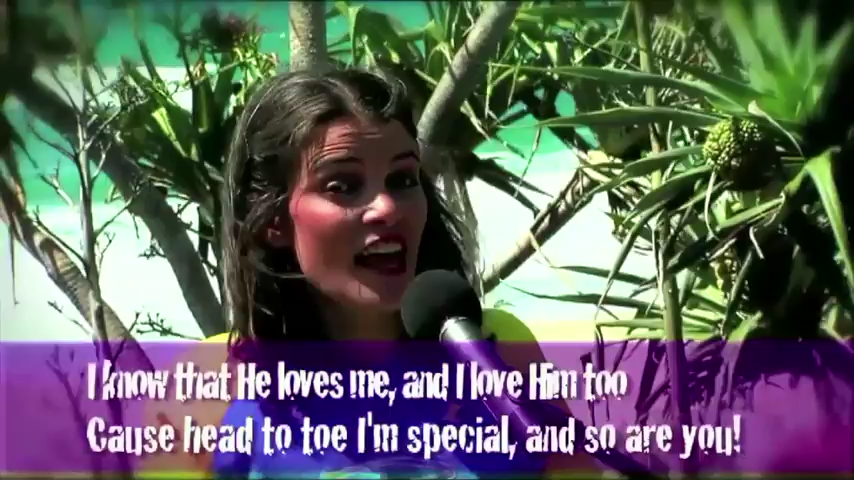 I know that He loves me, and I love Him too
Cause head to toe I'm special, and so are you!